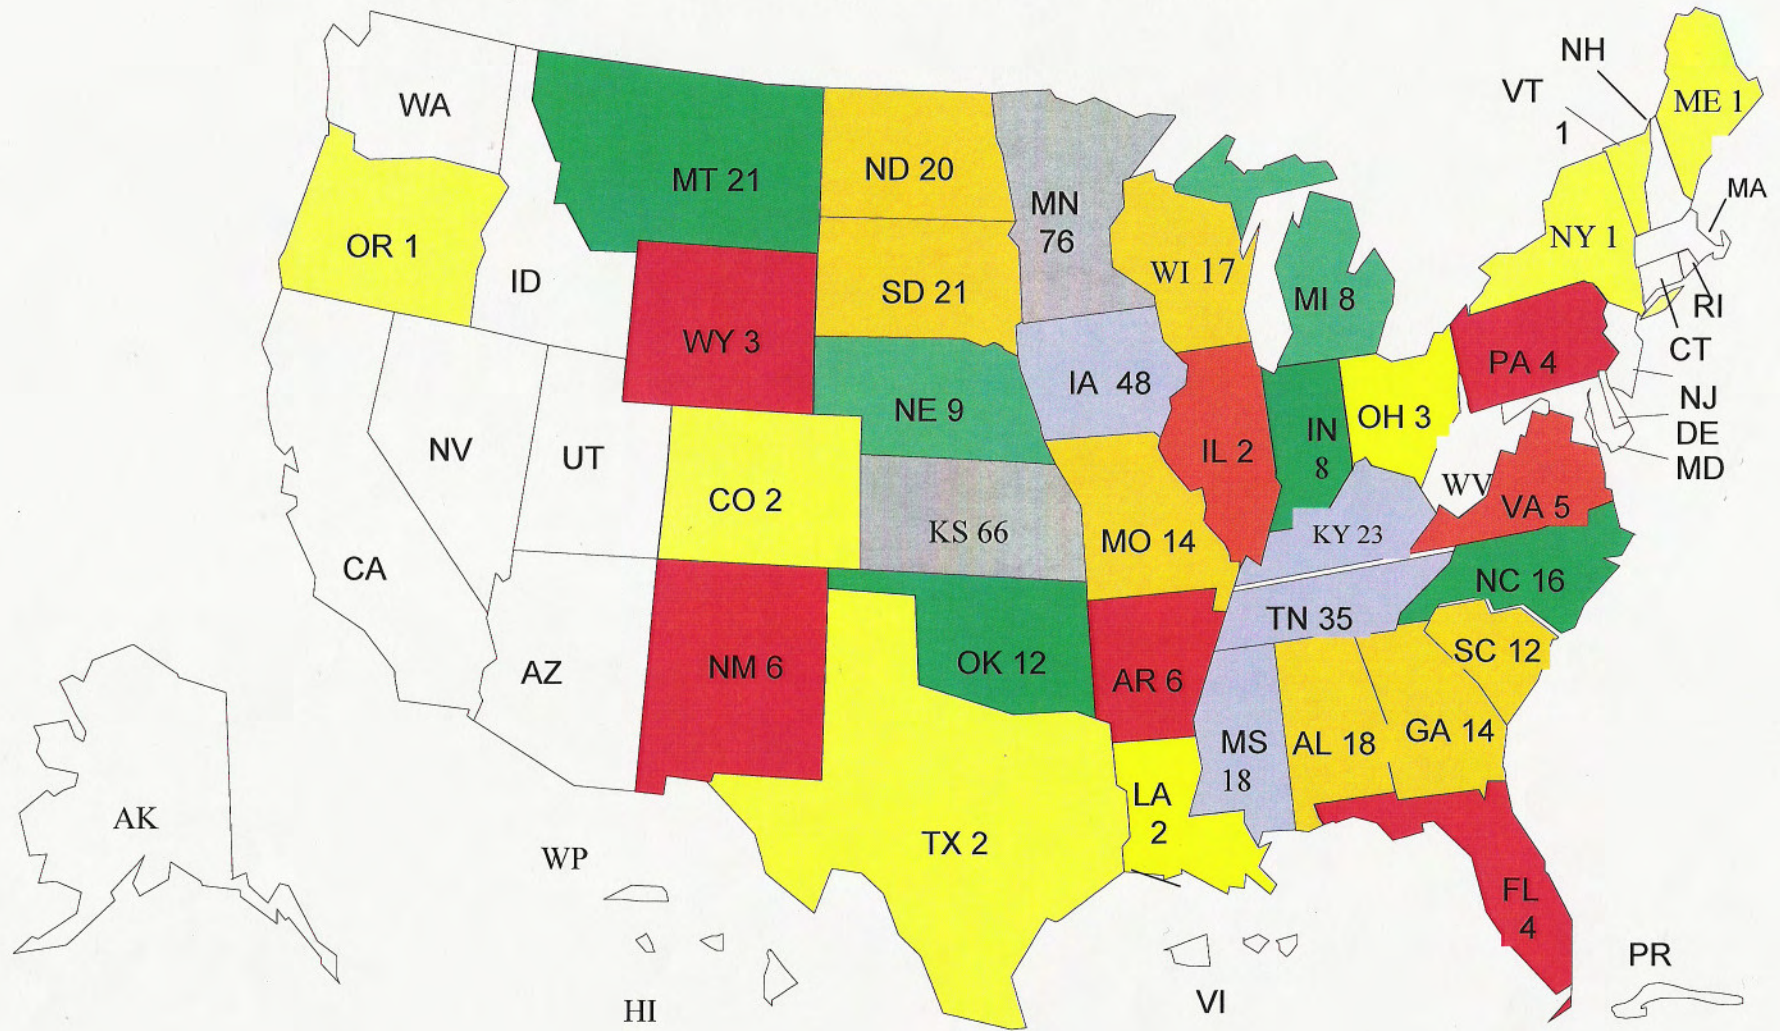 WA
OR 1
ID
MT 21
WY 3
NV
UT
CA
AZ
CO 2
NM 6
ND 20
SD 21
NE 9
KS 66
OK 12
TX 2
MN
76
IA 48
MO 14
AR 6
LA
2
WI 17
IL 2
MI 8
IN
8
OH 3
KY 23
TN 35
MS
18
AL 18
GA 14
FL
4
SC 12
NC 16
VA 5
WV
PA 4
NY 1
VT
1
NH
ME 1
MA
RI
CT
NJ
DE
MD
AK
WP
HI
VI
PR